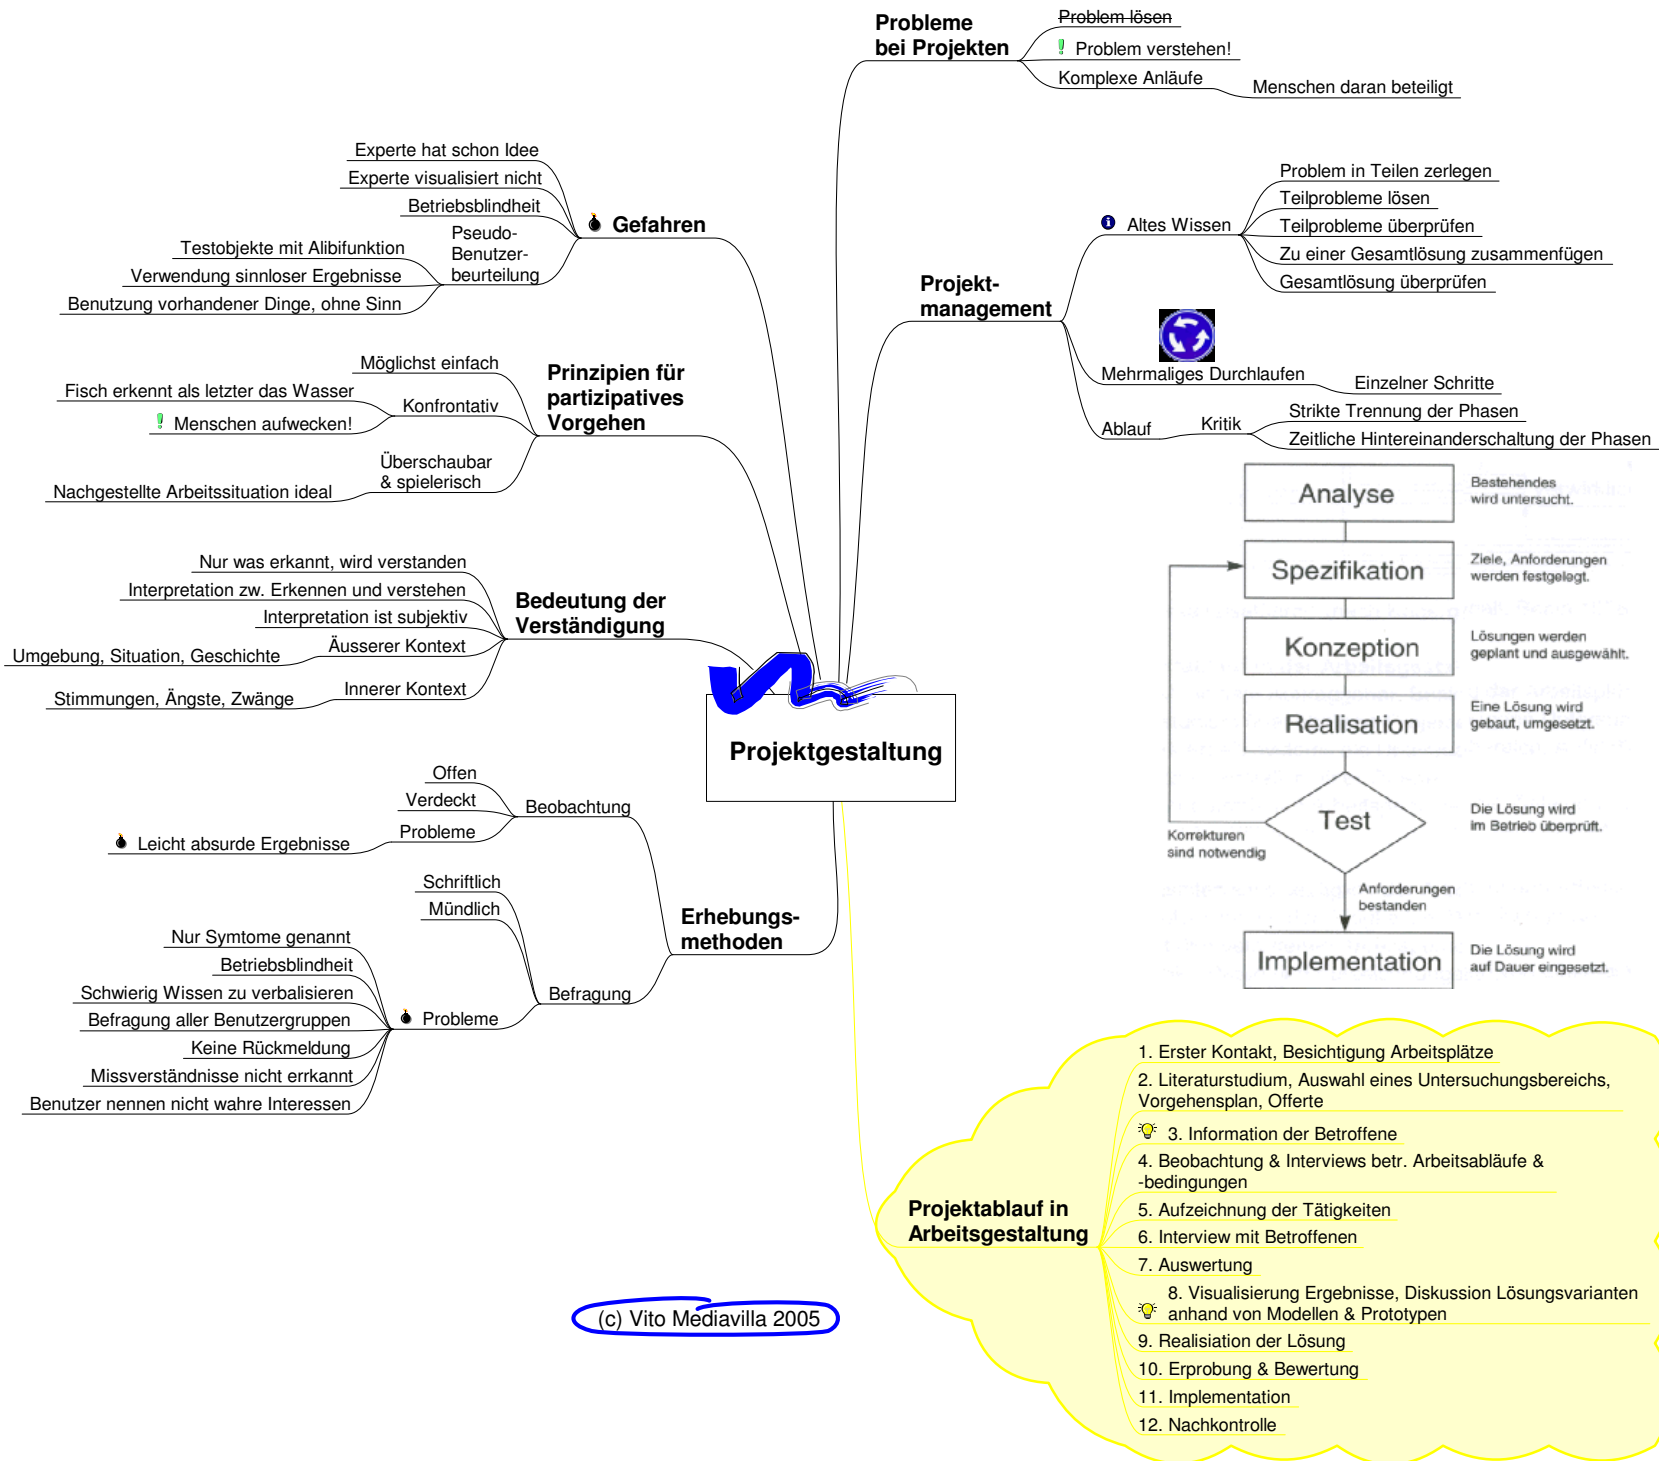 Probleme
bei Projekten
Problem lösen
Problem verstehen!
Komplexe Anläufe
Menschen daran beteiligt
Projekt-
management
Altes Wissen
Problem in Teilen zerlegen
Teilprobleme lösen
Teilprobleme überprüfen
Zu einer Gesamtlösung zusammenfügen
Gesamtlösung überprüfen
Mehrmaliges Durchlaufen
Einzelner Schritte
Ablauf
Kritik
Strikte Trennung der Phasen
Zeitliche Hintereinanderschaltung der Phasen
Analyse
Bestehendes
wird untersucht.
Spezifikation
Ziele, Anforderungen
werden festgelegt.
Konzeption
Lösungen werden
geplant und ausgewählt.
Realisation
Eine Lösung wird
gebaut, umgesetzt.
Test
Die Lösung wird
im Betrieb überprüft.
Korrekturen
sind notwendig
Anforderungen
bestanden
Implementation
Die Lösung wird
auf Dauer eingesetzt.
Gefahren
Experte hat schon Idee
Experte visualisiert nicht
Betriebsblindheit
Pseudo-
Benutzer-
beurteilung
Testobjekte mit Alibifunktion
Verwendung sinnloser Ergebnisse
Benutzung vorhandener Dinge, ohne Sinn
Prinzipien für
partizipatives
Vorgehen
Möglichst einfach
Konfrontativ
Fisch erkennt als letzter das Wasser
Menschen aufwecken!
Überschaubar
& spielerisch
Nachgestellte Arbeitssituation ideal
Bedeutung der
Verständigung
Nur was erkannt, wird verstanden
Interpretation zw. Erkennen und verstehen
Interpretation ist subjektiv
Äusserer Kontext
Umgebung, Situation, Geschichte
Innerer Kontext
Stimmungen, Ängste, Zwänge
Projektgestaltung
Erhebungs-
methoden
Beobachtung
Offen
Verdeckt
Probleme
Leicht absurde Ergebnisse
Befragung
Schriftlich
Mündlich
Probleme
Nur Symtome genannt
Betriebsblindheit
Schwierig Wissen zu verbalisieren
Befragung aller Benutzergruppen
Keine Rückmeldung
Missverständnisse nicht errkannt
Benutzer nennen nicht wahre Interessen
Projektablauf in
Arbeitsgestaltung
1. Erster Kontakt, Besichtigung Arbeitsplätze
2. Literaturstudium, Auswahl eines Untersuchungsbereichs,
Vorgehensplan, Offerte
3. Information der Betroffene
4. Beobachtung & Interviews betr. Arbeitsabläufe &
-bedingungen
5. Aufzeichnung der Tätigkeiten
6. Interview mit Betroffenen
7. Auswertung
8. Visualisierung Ergebnisse, Diskussion Lösungsvarianten
anhand von Modellen & Prototypen
9. Realisiation der Lösung
10. Erprobung & Bewertung
11. Implementation
12. Nachkontrolle
(c) Vito Mediavilla 2005